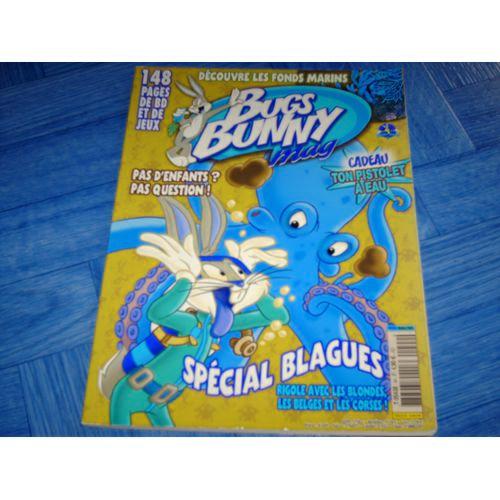 148
PAGES
DE BD
ET DE
JEUX
DÉCOUVRE LES FONDS MARINS
BUGS
BUNNY
mag
CADEAU
TON PISTOLET
À EAU
PAS D'ENFANTS ?
PAS QUESTION !
SPÉCIAL BLAGUES
RIGOLE AVEC LES BLONDES,
LES BELGES ET LES CORSES !